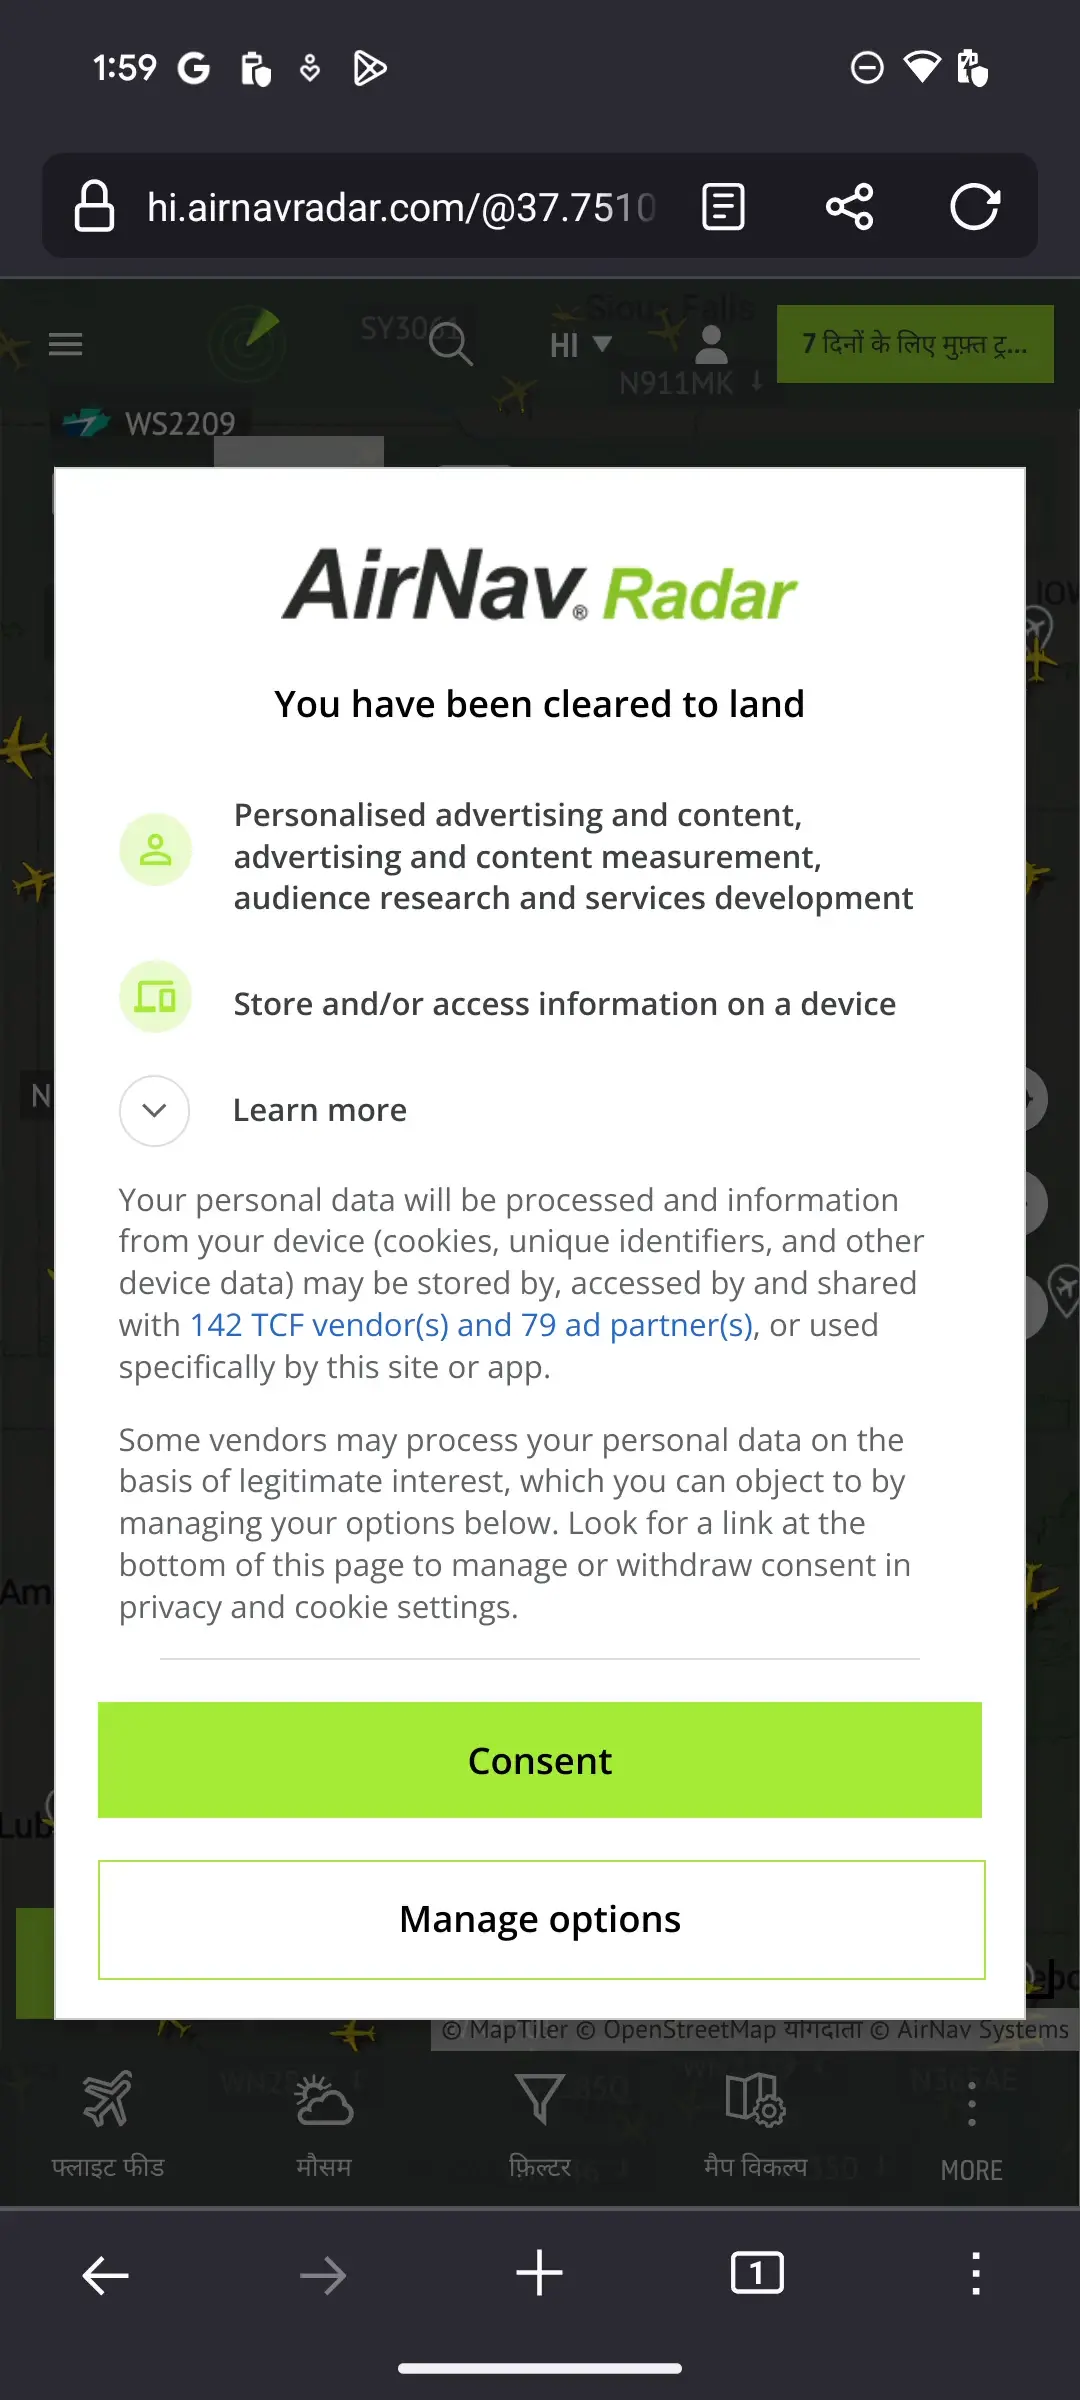 1:59
hi.airnavradar.com/@37.7510
SY3061
Sioux Falls
HI
7 दिनों के लिए मुफ़्त ट्र...
N911MK
WS2209
AirNav® Radar
You have been cleared to land
Personalised advertising and content,
advertising and content measurement,
audience research and services development
Store and/or access information on a device
Learn more
Your personal data will be processed and information
from your device (cookies, unique identifiers, and other
device data) may be stored by, accessed by and shared
with 142 TCF vendor(s) and 79 ad partner(s), or used
specifically by this site or app.
Some vendors may process your personal data on the
basis of legitimate interest, which you can object to by
managing your options below. Look for a link at the
bottom of this page to manage or withdraw consent in
privacy and cookie settings.
Consent
Manage options
© MapTiler © OpenStreetMap योगदाता © AirNav Systems
फ्लाइट फीड
मौसम
फ़िल्टर
मैप विकल्प
MORE
1